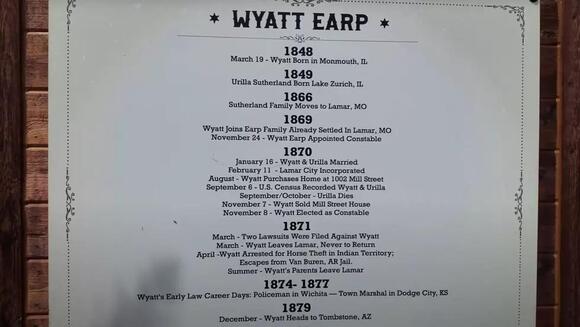 WYATT EARP
1848
March 19 - Wyatt Born in Monmouth, IL
1849
Urilla Sutherland Born Lake Zurich, IL
1866
Sutherland Family Moves to Lamar, MO
1869
Wyatt Joins Earp Family Already Settled In Lamar, MO
November 24 - Wyatt Earp Appointed Constable
1870
January 16 - Wyatt & Urilla Married
February 11 - Lamar City Incorporated
August - Wyatt Purchases Home at 1002 Mill Street
September 6 - U.S. Census Recorded Wyatt & Urilla
September/October - Urilla Dies
November 7 - Wyatt Sold Mill Street House
November 8 - Wyatt Elected as Constable
1871
March - Two Lawsuits Were Filed Against Wyatt
March - Wyatt Leaves Lamar, Never to Return
April -Wyatt Arrested for Horse Theft in Indian Territory;
Escapes from Van Buren, AR Jail.
Summer - Wyatt's Parents Leave Lamar
1874- 1877
Wyatt's Early Law Career Days: Policeman in Wichita — Town Marshal in Dodge City, KS
1879
December - Wyatt Heads to Tombstone, AZ